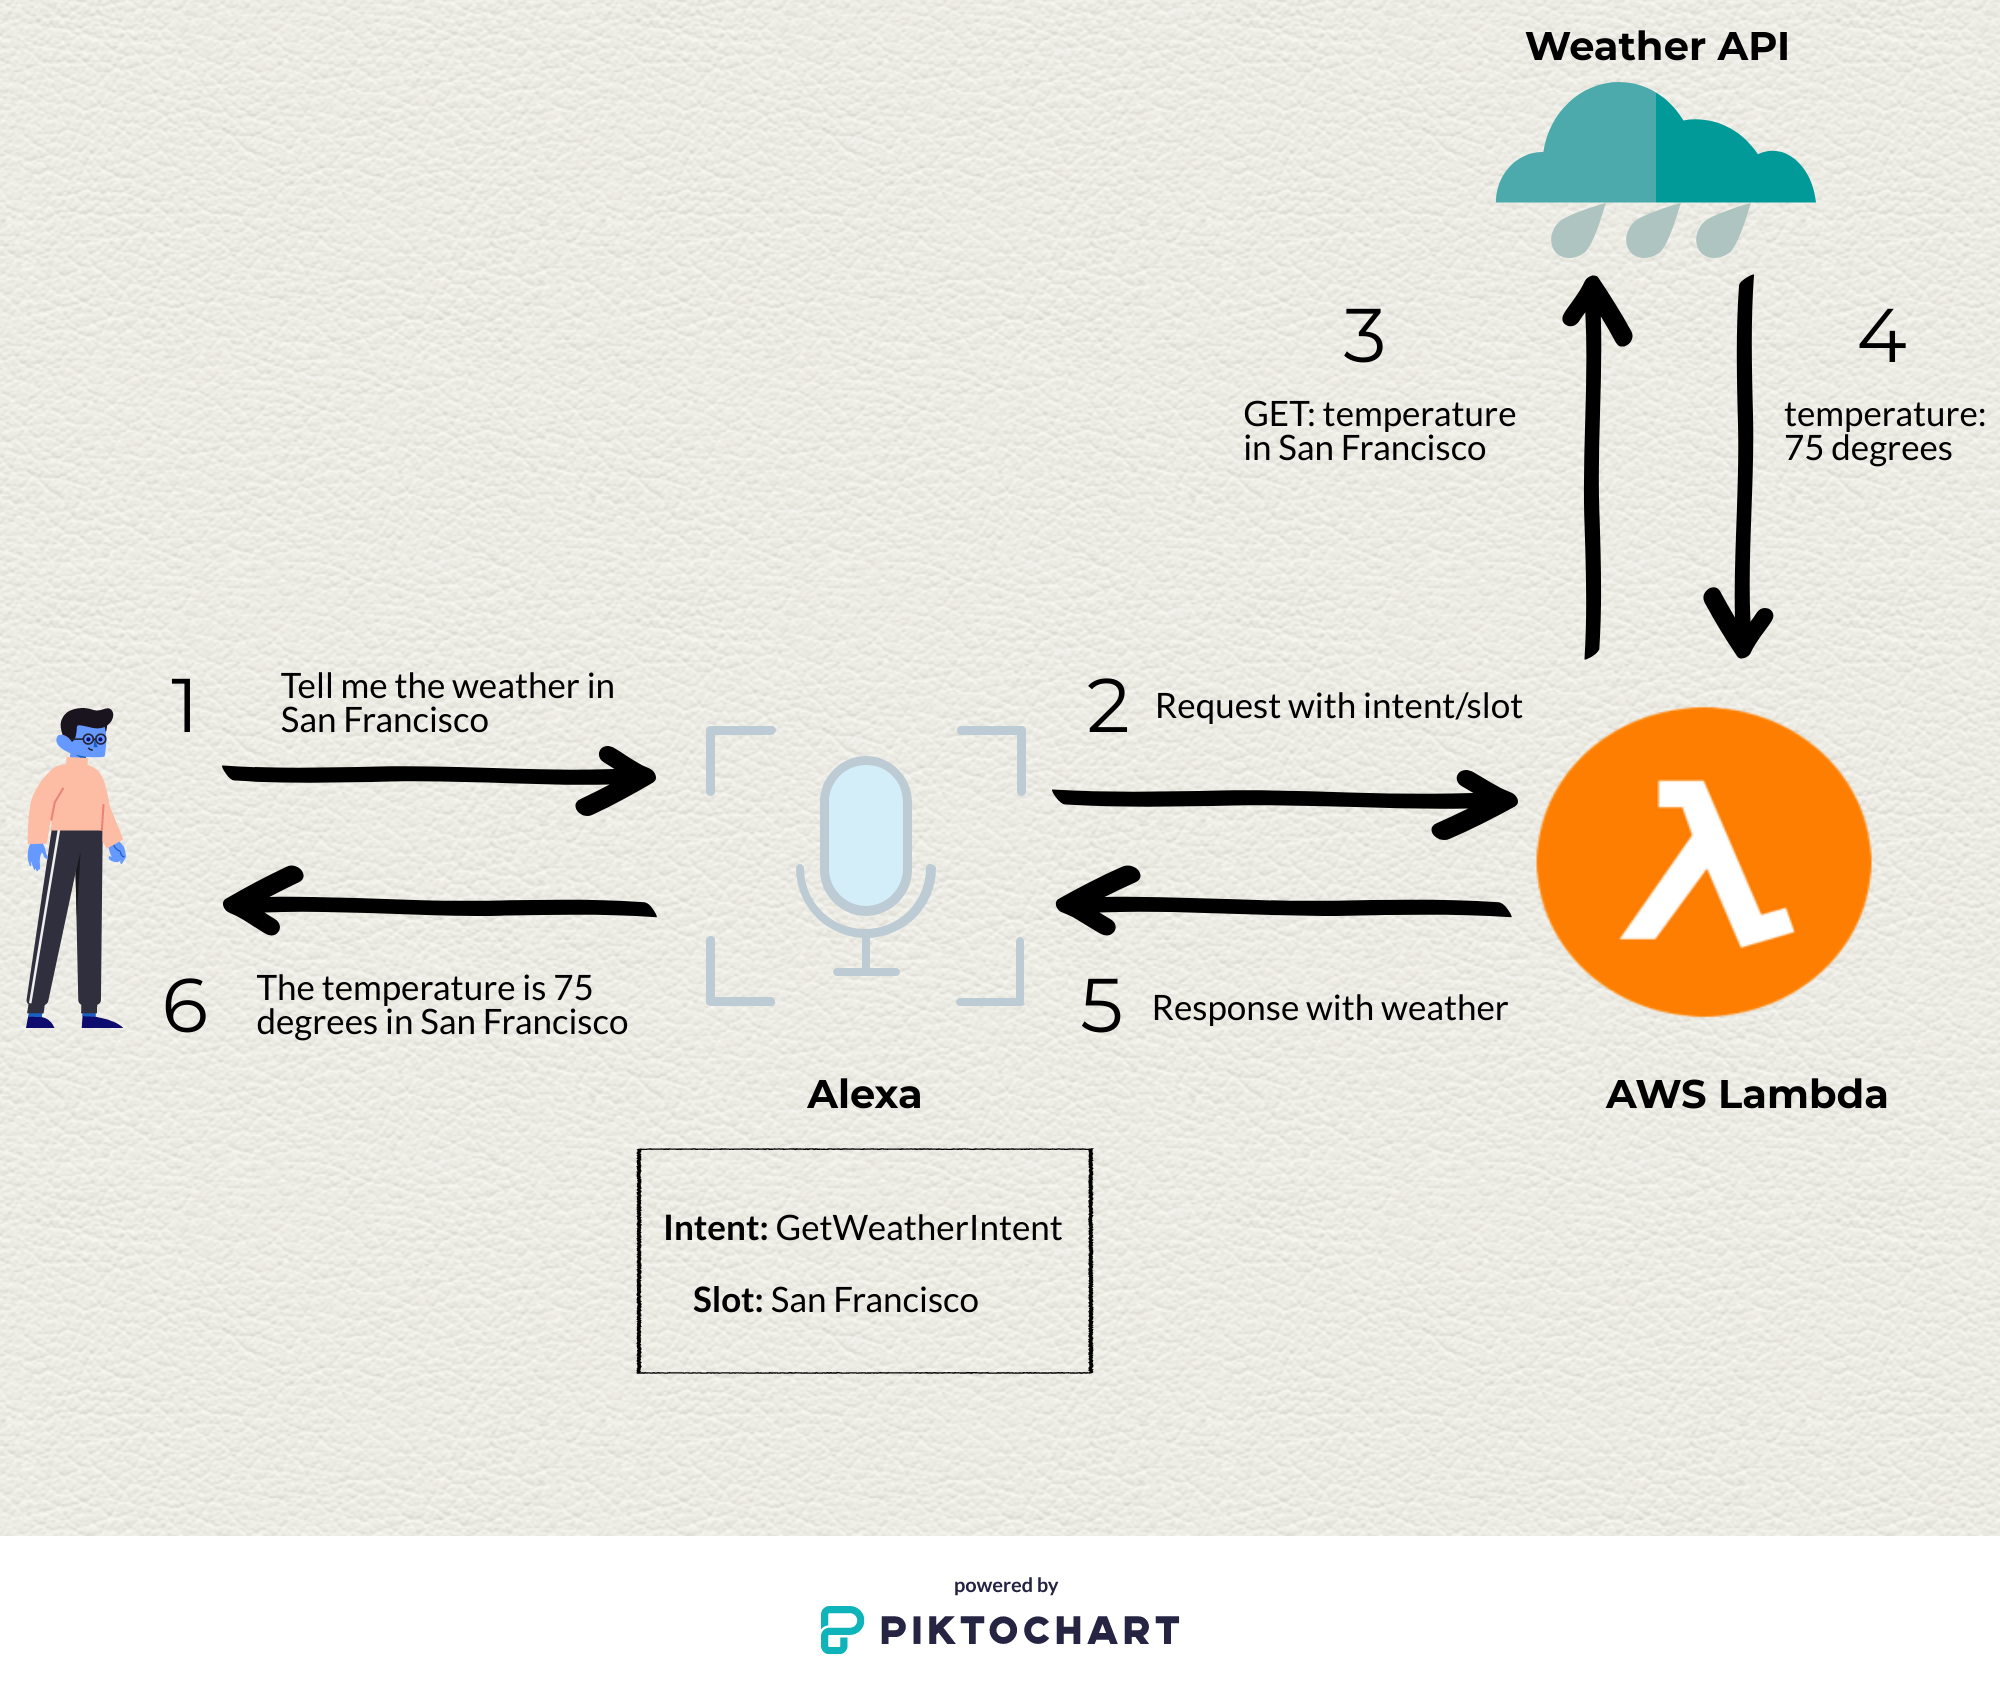 Weather API
3
GET: temperature
in San Francisco
4
temperature:
75 degrees
1
Tell me the weather in
San Francisco
2
Request with intent/slot
6
The temperature is 75
degrees in San Francisco
5
Response with weather
Alexa
AWS Lambda
Intent: GetWeatherIntent
Slot: San Francisco
powered by
PIKTOCHART